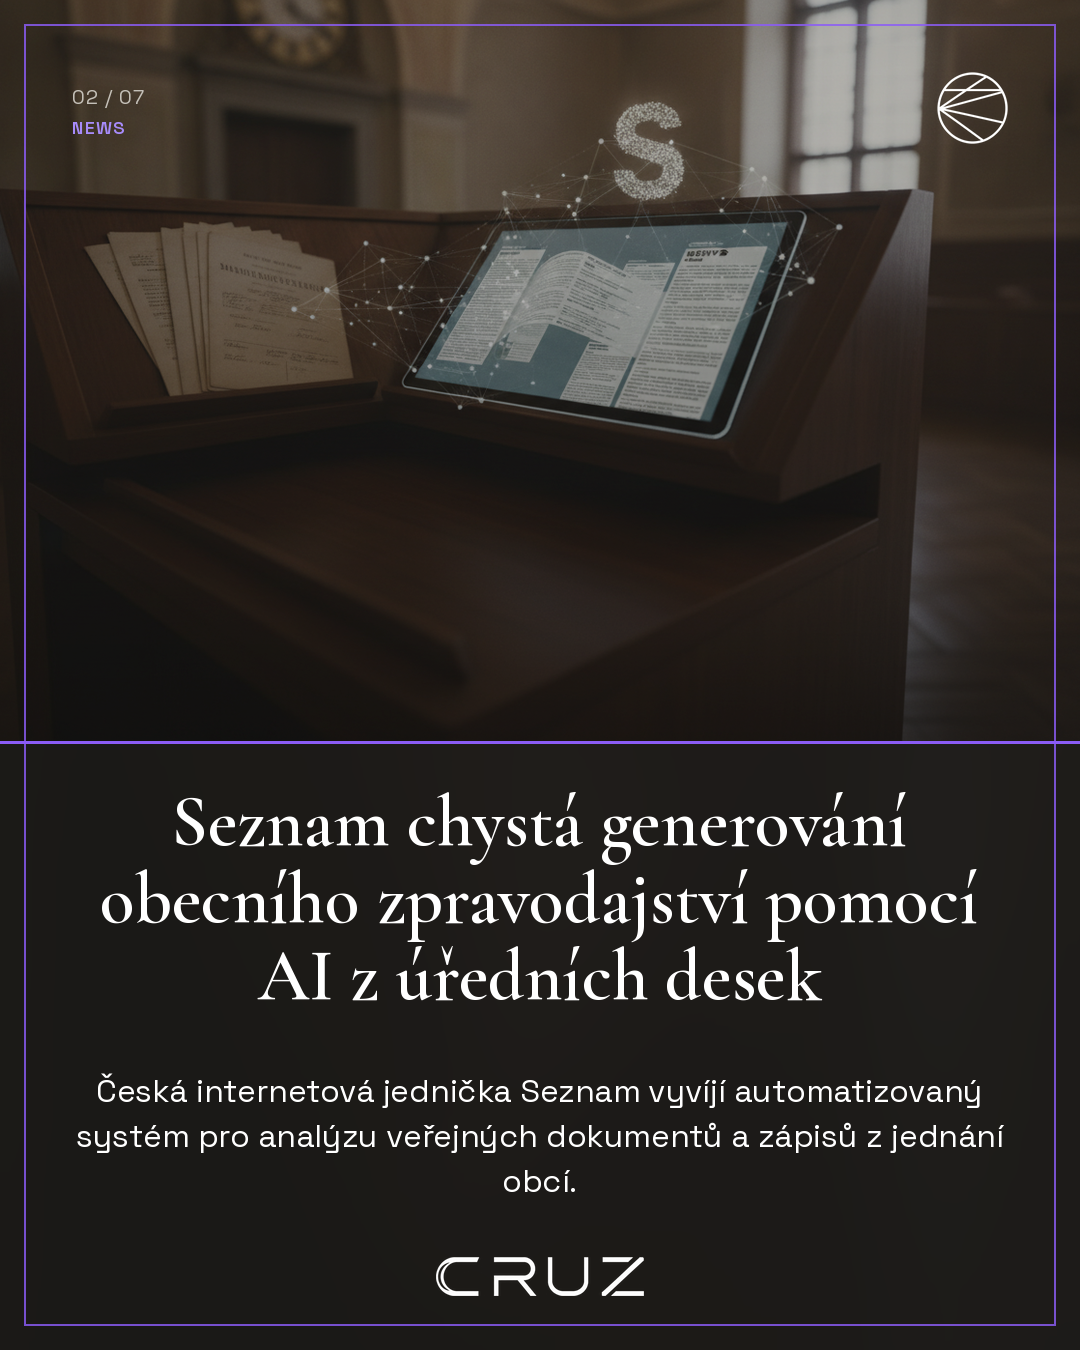 02 / 07
NEWS
S
Seznam chystá generování
obecního zpravodajství pomocí
AI z úředních desek
Česká internetová jednička Seznam vyvíjí automatizovaný
systém pro analýzu veřejných dokumentů a zápisů z jednání
obcí.
CRUZ